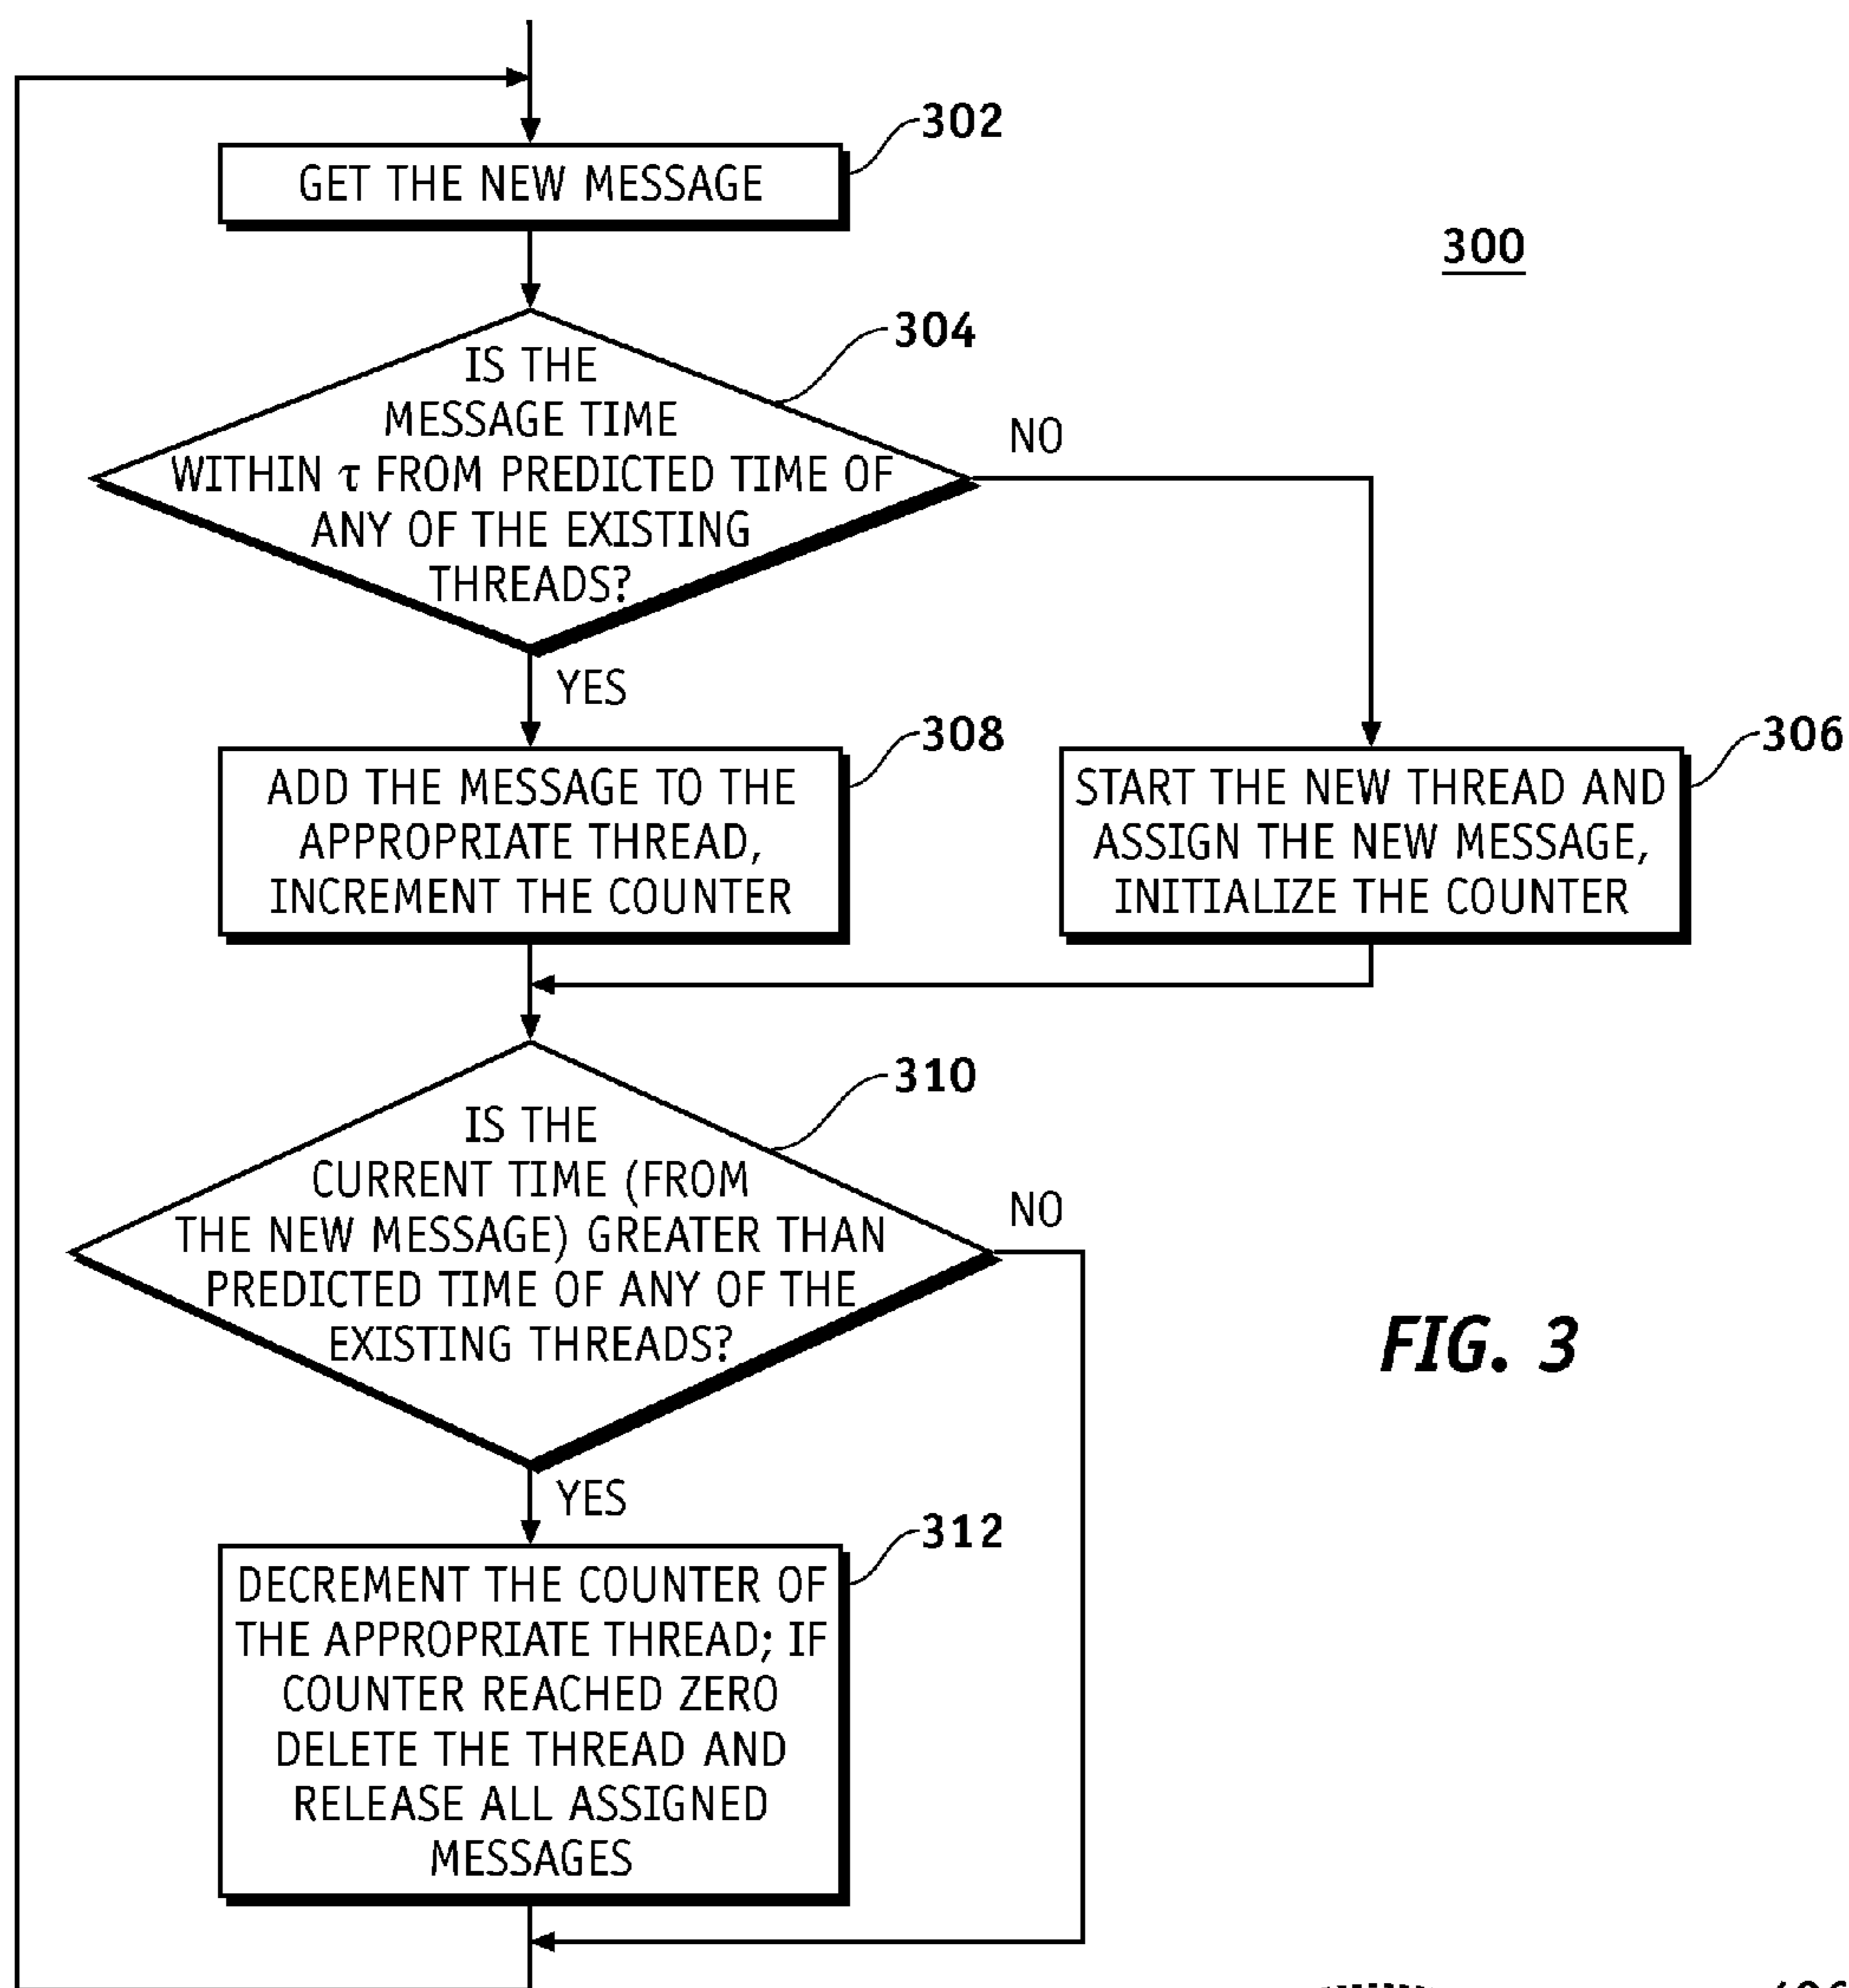 302
GET THE NEW MESSAGE
300
304
IS THE
MESSAGE TIME
WITHIN τ FROM PREDICTED TIME OF
ANY OF THE EXISTING
THREADS?
NO
YES
308
306
ADD THE MESSAGE TO THE
APPROPRIATE THREAD,
INCREMENT THE COUNTER
START THE NEW THREAD AND
ASSIGN THE NEW MESSAGE,
INITIALIZE THE COUNTER
310
IS THE
CURRENT TIME (FROM
THE NEW MESSAGE) GREATER THAN
PREDICTED TIME OF ANY OF THE
EXISTING THREADS?
NO
FIG. 3
YES
312
DECREMENT THE COUNTER OF
THE APPROPRIATE THREAD; IF
COUNTER REACHED ZERO
DELETE THE THREAD AND
RELEASE ALL ASSIGNED
MESSAGES